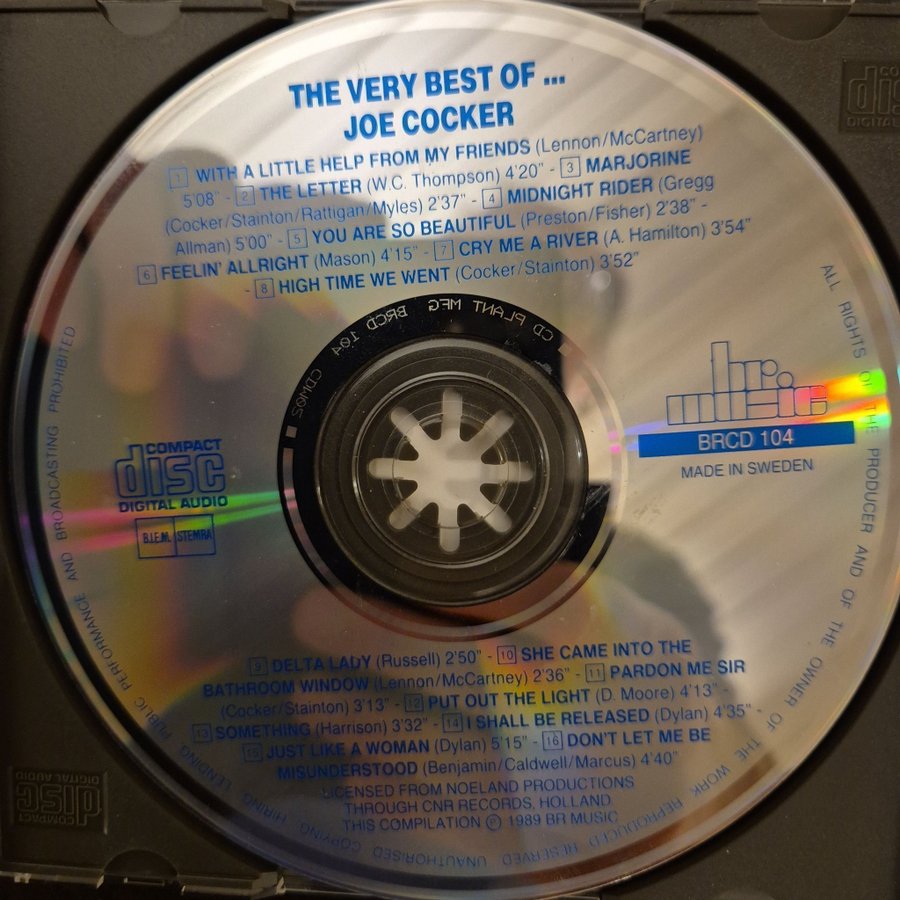 THE VERY BEST OF ...
JOE COCKER
1 WITH A LITTLE HELP FROM MY FRIENDS (Lennon/McCartney)
5'08" - 2 THE LETTER (W.C. Thompson) 4'20" - 3 MARJORINE
(Cocker/Stainton/Rattigan/Myles) 2'37" - 4 MIDNIGHT RIDER (Gregg
Allman) 5'00" - 5 YOU ARE SO BEAUTIFUL (Preston/Fisher) 2'38" -
6 FEELIN' ALLRIGHT (Mason) 4'15" - 7 CRY ME A RIVER (A. Hamilton) 3'54"
- 8 HIGH TIME WE WENT (Cocker/Stainton) 3'52"
CD PLANT MFG BRCD 104 CDM02
br music
BRCD 104
MADE IN SWEDEN
COMPACT
disc
DIGITAL AUDIO
B.I.E.M. STEMRA
9 DELTA LADY (Russell) 2'50" - 10 SHE CAME INTO THE
BATHROOM WINDOW (Lennon/McCartney) 2'36" - 11 PARDON ME SIR
(Cocker/Stainton) 3'13" - 12 PUT OUT THE LIGHT (D. Moore) 4'13" -
13 SOMETHING (Harrison) 3'32" - 14 I SHALL BE RELEASED (Dylan) 4'35" -
15 JUST LIKE A WOMAN (Dylan) 5'15" - 16 DON'T LET ME BE
MISUNDERSTOOD (Benjamin/Caldwell/Marcus) 4'40"
LICENSED FROM NOELAND PRODUCTIONS
THROUGH CNR RECORDS, HOLLAND
THIS COMPILATION Ⓟ 1989 BR MUSIC
ALL RIGHTS OF THE PRODUCER AND OF THE OWNER OF THE WORK REPRODUCED RESERVED UNAUTHORISED COPYING HIRING LENDING PUBLIC PERFORMANCE AND BROADCASTING PROHIBITED
COMPACT
disc
DIGITAL AUDIO